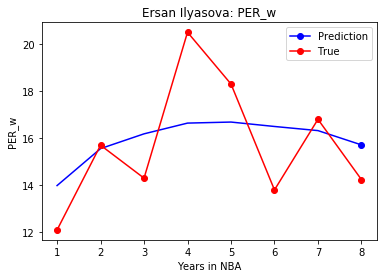 Ersan Ilyasova: PER_w
Prediction
True
PER_w
20
18
16
14
12
1 2 3 4 5 6 7 8
Years in NBA